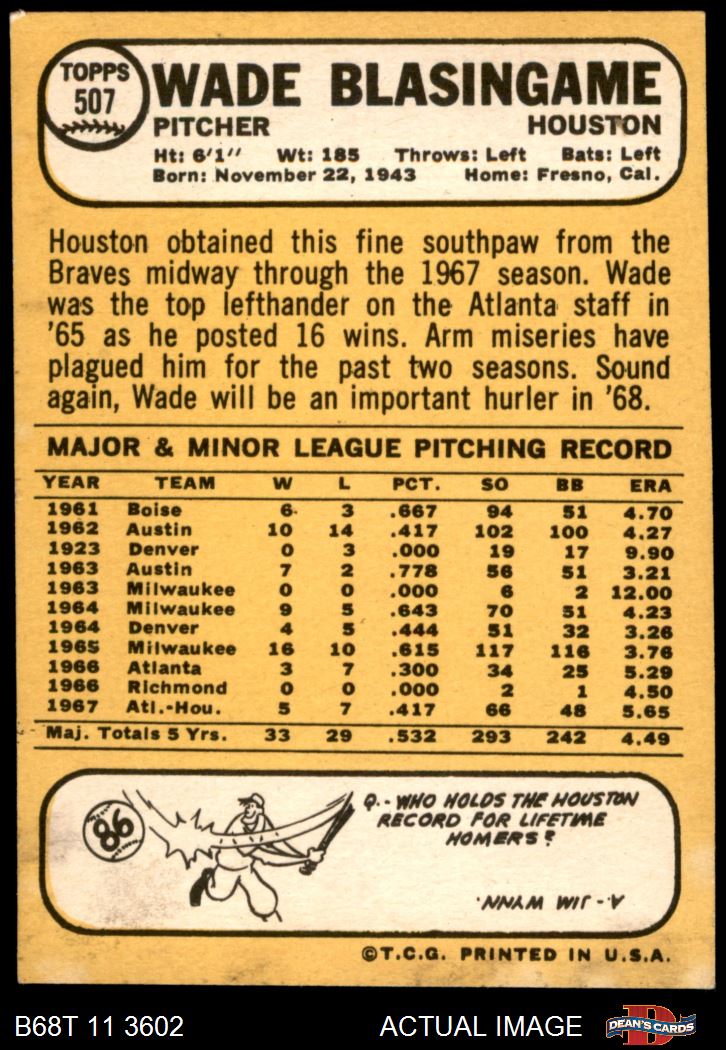 TOPPS
507
WADE BLASINGAME
PITCHER HOUSTON
Ht: 6'1'' Wt: 185 Throws: Left Bats: Left
Born: November 22, 1943 Home: Fresno, Cal.
Houston obtained this fine southpaw from the
Braves midway through the 1967 season. Wade
was the top lefthander on the Atlanta staff in
'65 as he posted 16 wins. Arm miseries have
plagued him for the past two seasons. Sound
again, Wade will be an important hurler in '68.
MAJOR & MINOR LEAGUE PITCHING RECORD
YEAR TEAM W L PCT. SO BB ERA
1961 Boise 6 3 .667 94 51 4.70
1962 Austin 10 14 .417 102 100 4.27
1923 Denver 0 3 .000 19 17 9.90
1963 Austin 7 2 .778 56 51 3.21
1963 Milwaukee 0 0 .000 6 2 12.00
1964 Milwaukee 9 5 .643 70 51 4.23
1964 Denver 4 5 .444 51 32 3.26
1965 Milwaukee 16 10 .615 117 116 3.76
1966 Atlanta 3 7 .300 34 25 5.29
1966 Richmond 0 0 .000 2 1 4.50
1967 Atl.-Hou. 5 7 .417 66 48 5.65
Maj. Totals 5 Yrs. 33 29 .532 293 242 4.49
86
Q.- WHO HOLDS THE HOUSTON
RECORD FOR LIFETIME
HOMERS?
A.- JIM WYNN.
©T.C.G. PRINTED IN U.S.A.
B68T 11 3602 ACTUAL IMAGE
D
DEAN'S CARDS